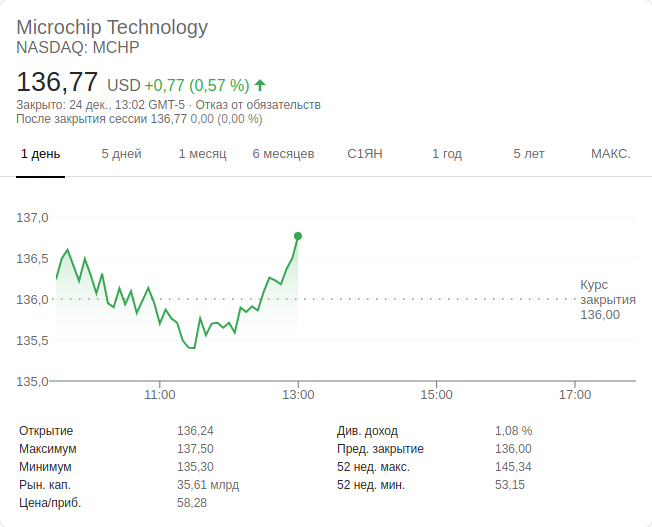 Microchip Technology
NASDAQ: MCHP
136,77 USD +0,77 (0,57 %)
Закрыто: 24 дек., 13:02 GMT-5 · Отказ от обязательств
После закрытия сессии 136,77 0,00 (0,00 %)
1 день 5 дней 1 месяц 6 месяцев С1ЯН 1 год 5 лет МАКС.
137,0
136,5
136,0
135,5
135,0
Курс
закрытия
136,00
11:00 13:00 15:00 17:00
Открытие 136,24 Див. доход 1,08 %
Максимум 137,50 Пред. закрытие 136,00
Минимум 135,30 52 нед. макс. 145,34
Рын. кап. 35,61 млрд 52 нед. мин. 53,15
Цена/приб. 58,28